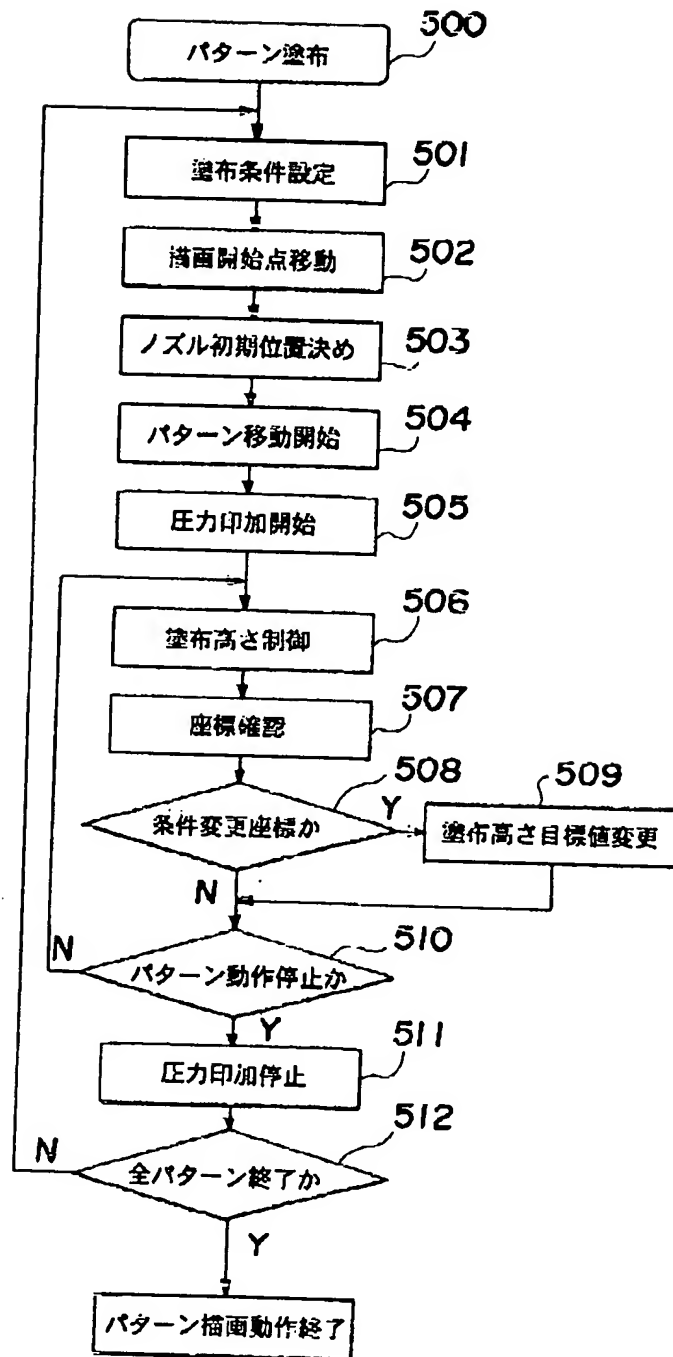 500
パターン塗布
501
塗布条件設定
502
描画開始点移動
503
ノズル初期位置決め
504
パターン移動開始
505
圧力印加開始
506
塗布高さ制御
507
座標確認
508
条件変更座標か
Y
509
塗布高さ目標値変更
N
510
パターン動作停止か
N
Y
511
圧力印加停止
512
全パターン終了か
N
Y
パターン描画動作終了